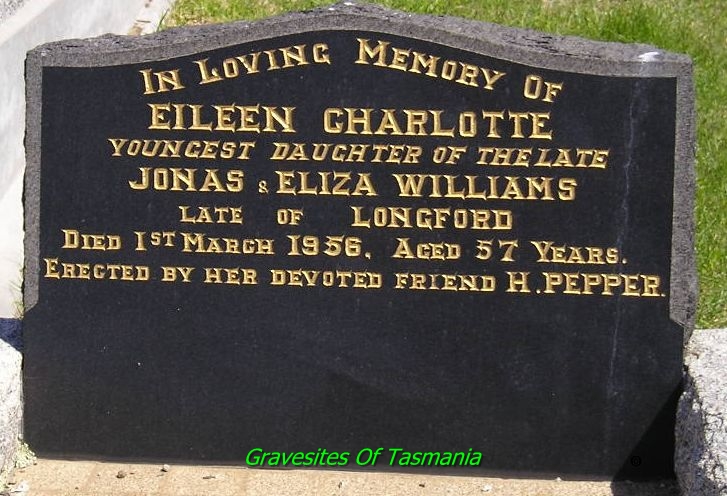 In Loving Memory Of
EILEEN CHARLOTTE
YOUNGEST DAUGHTER OF THE LATE
JONAS & ELIZA WILLIAMS
LATE OF LONGFORD
DIED 1ST MARCH 1956. AGED 57 YEARS.
ERECTED BY HER DEVOTED FRIEND H. PEPPER.
Gravesites Of Tasmania